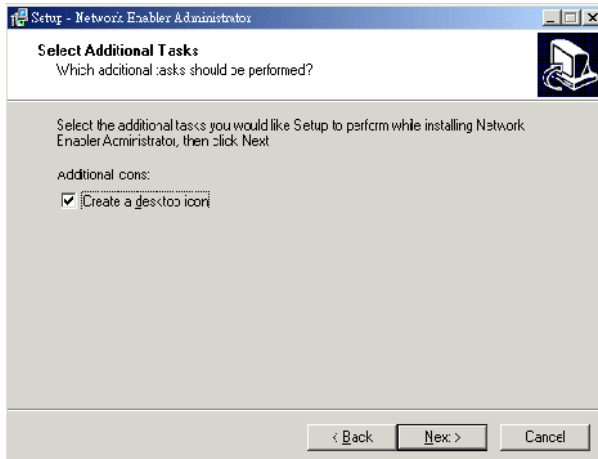 Setup - Network Enabler Administrator
Select Additional Tasks
Which additional tasks should be performed?
Select the additional tasks you would like Setup to perform while installing Network
Enabler Administrator, then click Next
Additional icons:
Create a desktop icon
< Back
Next >
Cancel